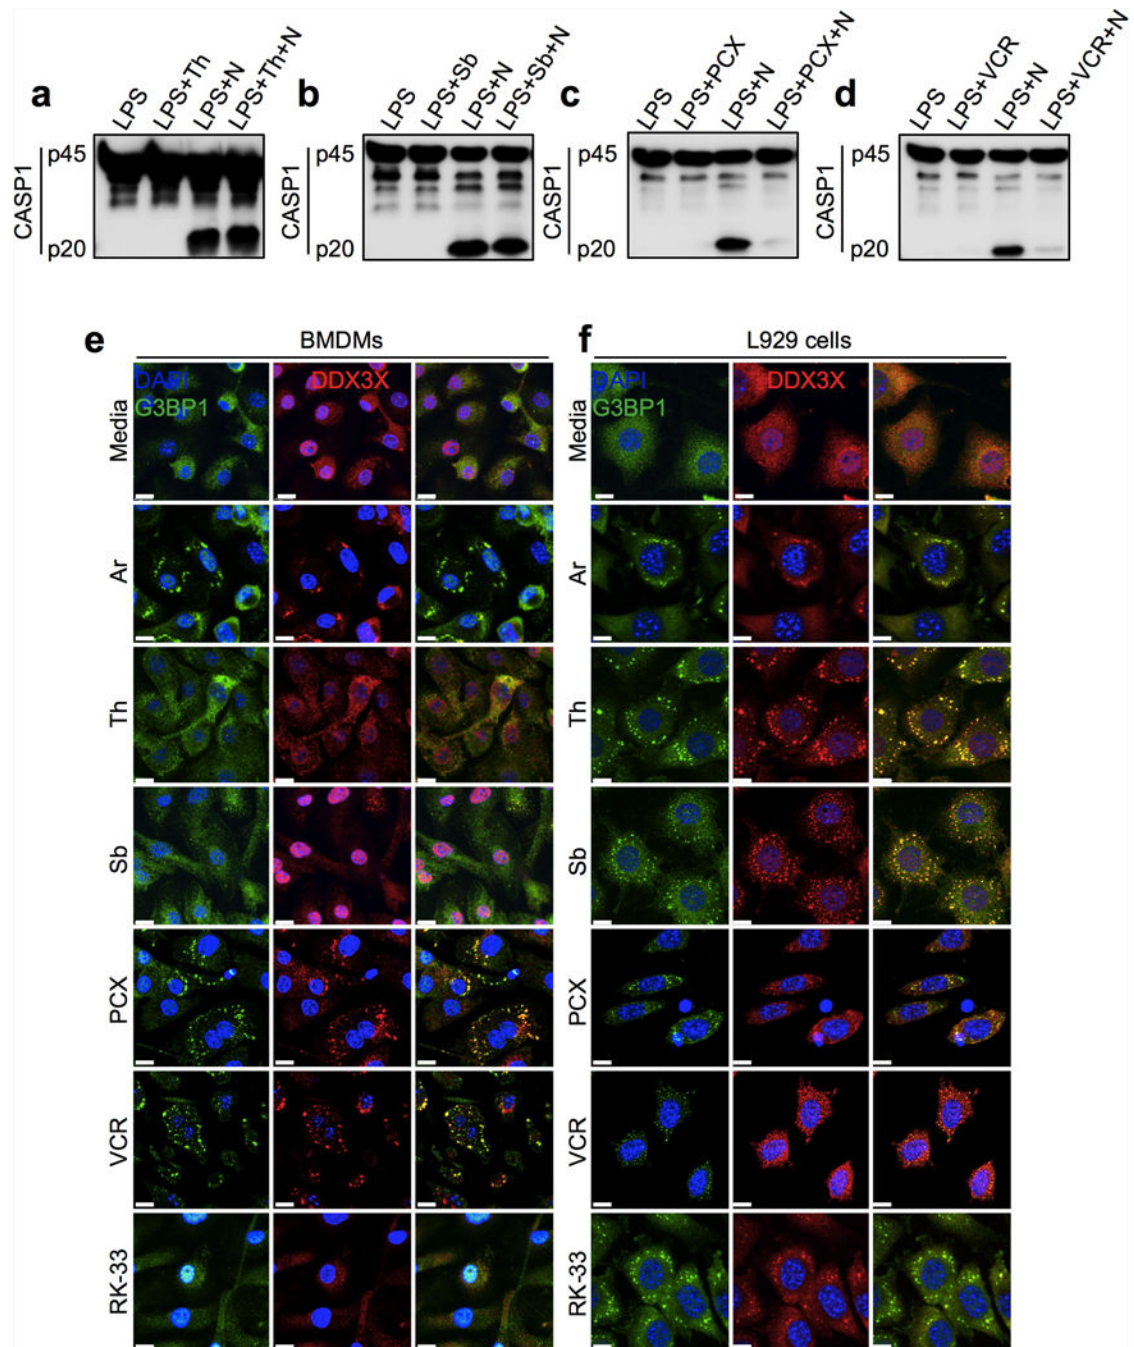 a
LPS
LPS+Th
LPS+N
LPS+Th+N
CASP1
p45
p20
b
LPS
LPS+Sb
LPS+N
LPS+Sb+N
CASP1
p45
p20
c
LPS
LPS+PCX
LPS+N
LPS+PCX+N
CASP1
p45
p20
d
LPS
LPS+VCR
LPS+N
LPS+VCR+N
CASP1
p45
p20
e
BMDMs
DAPI
G3BP1
DDX3X
Media
Ar
Th
Sb
PCX
VCR
RK-33
f
L929 cells
DAPI
G3BP1
DDX3X
Media
Ar
Th
Sb
PCX
VCR
RK-33